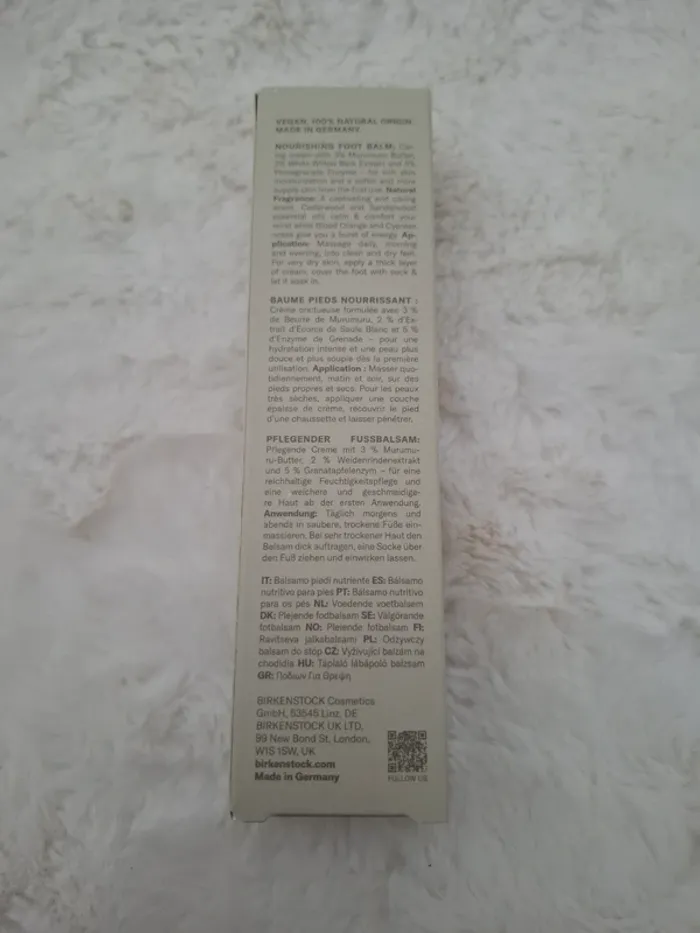 VEGAN. 100% NATURAL ORIGIN.
MADE IN GERMANY
NOURISHING FOOT BALM: Car-
ing cream with 3% Murumuru Butter,
2% White Willow Bark Extract and 5%
Pomegranate Enzyme – for rich skin
moisturization and a softer and more
supple skin from the first use. Natural
Fragrance: A captivating and caring
scent. Cedarwood and Sandalwood
essential oils calm & comfort your
mind while Blood Orange and Cypress
notes give you a burst of energy. Ap-
plication: Massage daily, morning
and evening, into clean and dry feet.
For very dry skin, apply a thick layer
of cream, cover the foot with sock &
let it soak in.
BAUME PIEDS NOURRISSANT :
Crème onctueuse formulée avec 3 %
de Beurre de Murumuru, 2 % d'Ex-
trait d'Écorce de Saule Blanc et 5 %
d'Enzyme de Grenade – pour une
hydratation intense et une peau plus
douce et plus souple dès la première
utilisation. Application : Masser quo-
tidiennement, matin et soir, sur des
pieds propres et secs. Pour les peaux
très sèches, appliquer une couche
épaisse de crème, recouvrir le pied
d'une chaussette et laisser pénétrer.
PFLEGENDER FUSSBALSAM:
Pflegende Creme mit 3 % Murumu-
ru-Butter, 2 % Weidenrindenextrakt
und 5 % Granatapfelenzym – für eine
reichhaltige Feuchtigkeitspflege und
eine weichere und geschmeidige-
re Haut ab der ersten Anwendung.
Anwendung: Täglich morgens und
abends in saubere, trockene Füße ein-
massieren. Bei sehr trockener Haut den
Balsam dick auftragen, eine Socke über
den Fuß ziehen und einwirken lassen.
IT: Balsamo piedi nutriente ES: Bálsamo
nutritivo para pies PT: Bálsamo nutritivo
para os pés NL: Voedende voetbalsem
DK: Plejende fodbalsam SE: Välgörande
fotbalsam NO: Pleiende fotbalsam FI:
Ravitseva jalkabalsami PL: Odżywczy
balsam do stóp CZ: Vyživující balzám na
chodidla HU: Tápláló lábápoló balzsam
GR: Ποδιων Για Θρεψη
BIRKENSTOCK Cosmetics
GmbH, 53545 Linz, DE
BIRKENSTOCK UK LTD,
99 New Bond St, London,
W1S 1SW, UK
birkenstock.com
Made in Germany
FOLLOW US